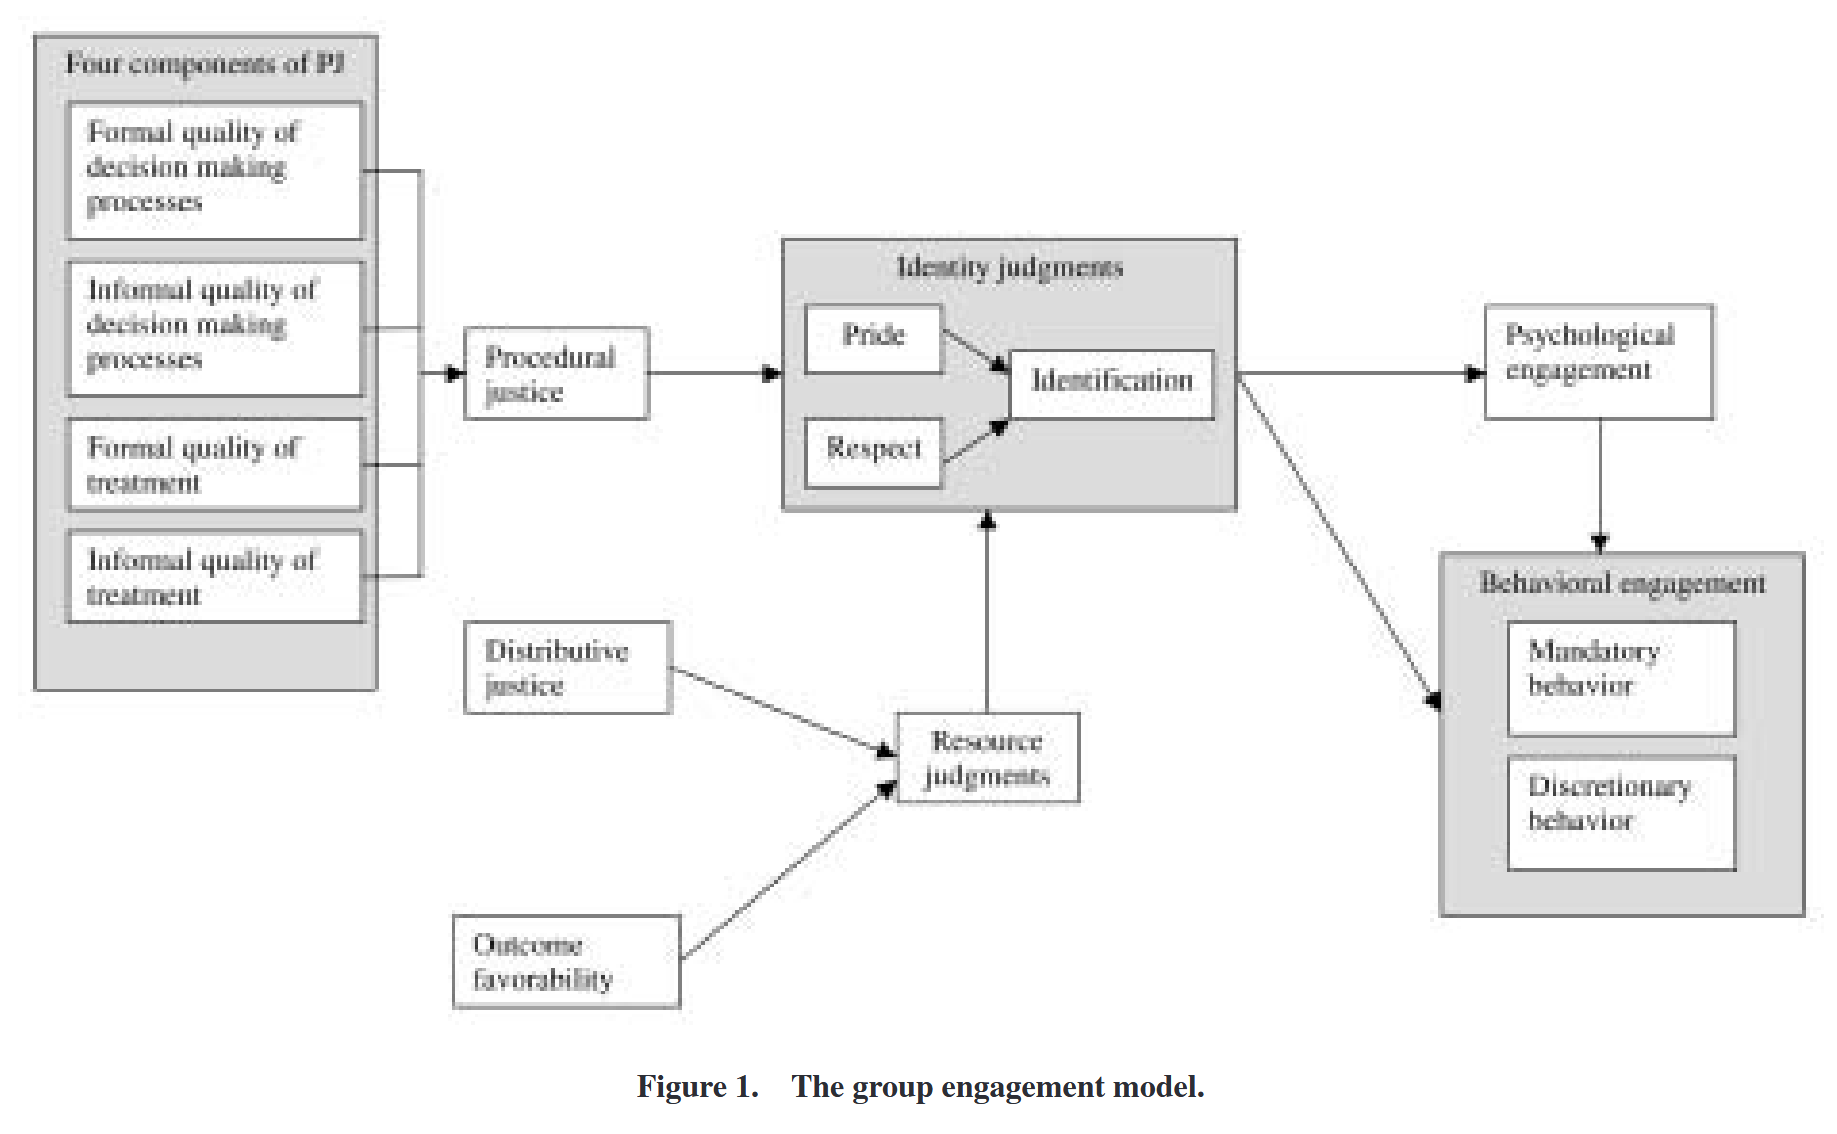 Four components of PJ
Formal quality of
decision making
processes
Informal quality of
decision making
processes
Formal quality of
treatment
Informal quality of
treatment
Procedural
justice
Distributive
justice
Outcome
favorability
Identity judgments
Pride
Respect
Identification
Resource
judgments
Psychological
engagement
Behavioral engagement
Mandatory
behavior
Discretionary
behavior
Figure 1. The group engagement model.